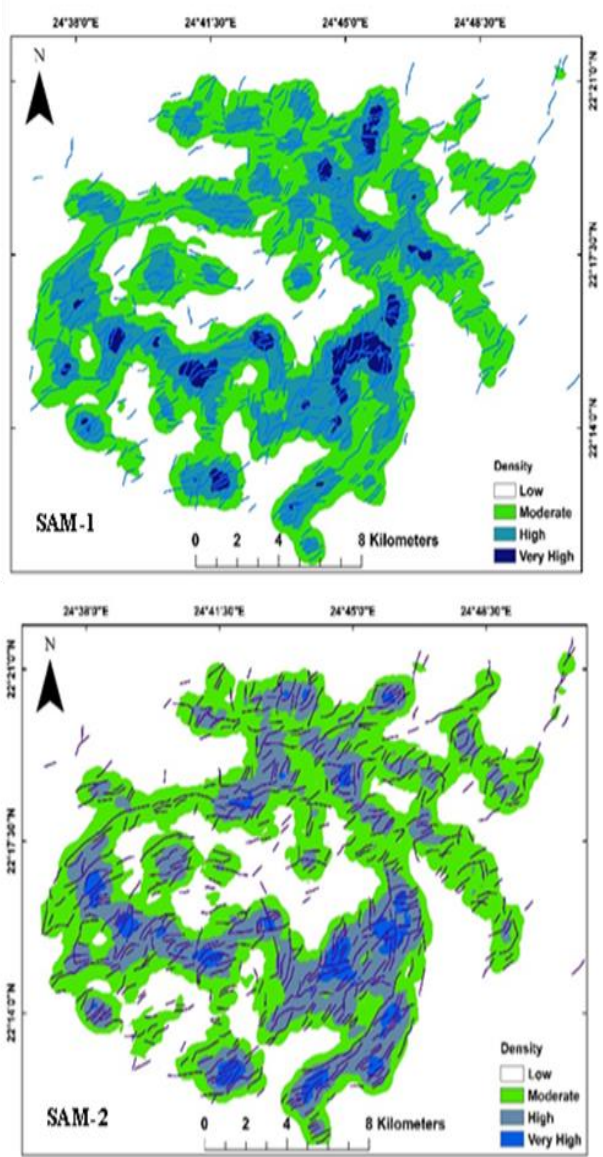 24°38'0"E 24°41'30"E 24°45'0"E 24°48'30"E
N
22°21'0"N
22°17'30"N
22°14'0"N
SAM-1
0 2 4 8 Kilometers
Density
Low
Moderate
High
Very High
24°38'0"E 24°41'30"E 24°45'0"E 24°48'30"E
N
22°21'0"N
22°17'30"N
22°14'0"N
SAM-2
0 2 4 8 Kilometers
Density
Low
Moderate
High
Very High